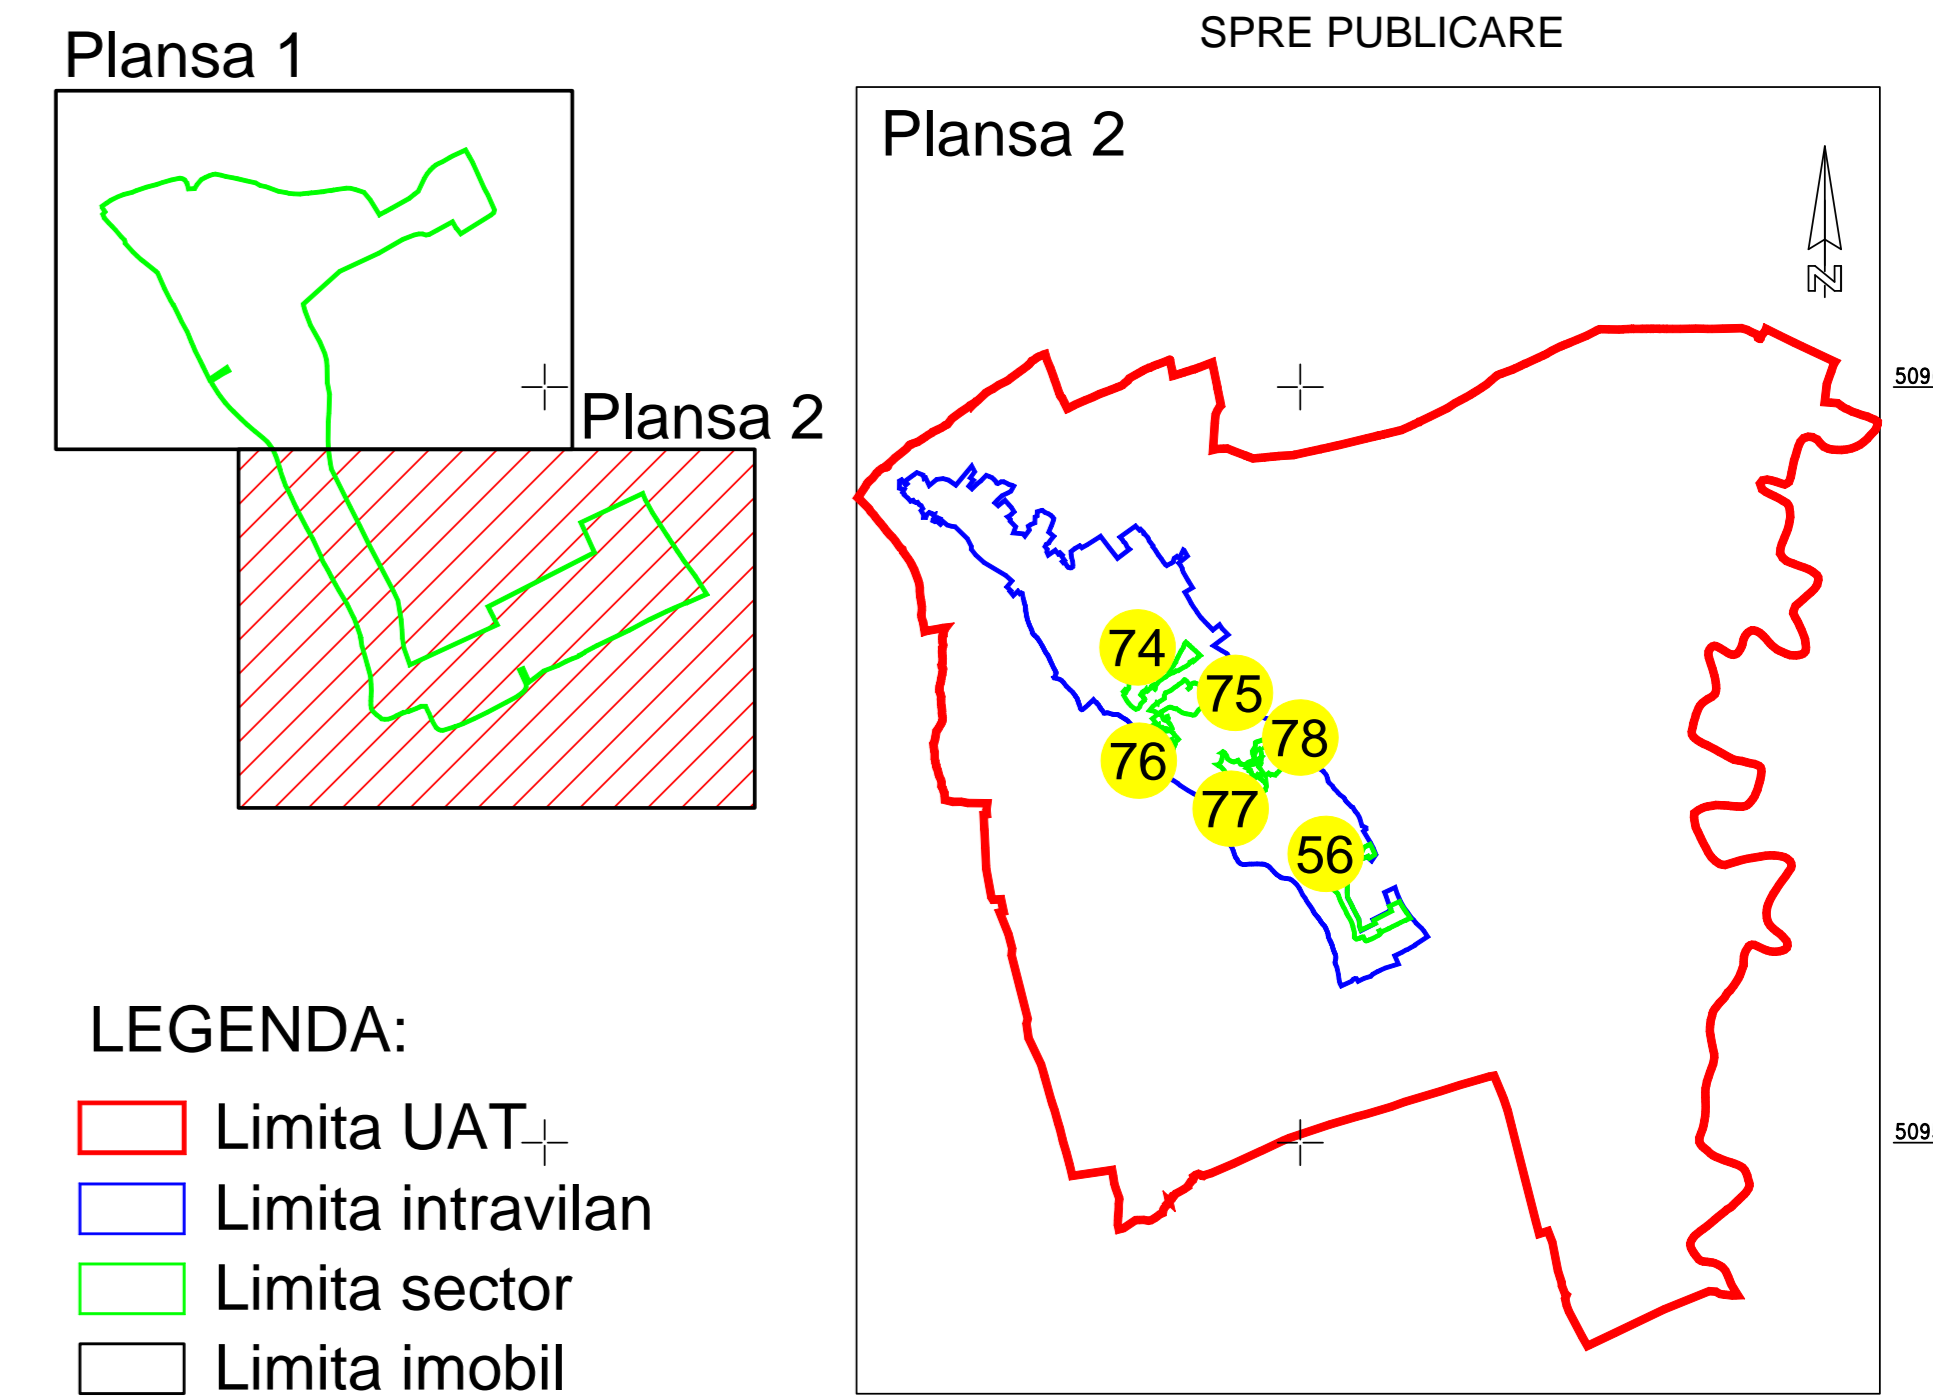 SPRE PUBLICARE
Plansa 1
Plansa 2
Plansa 2
N
509
509
74
75
78
76
77
56
LEGENDA:
Limita UAT
Limita intravilan
Limita sector
Limita imobil